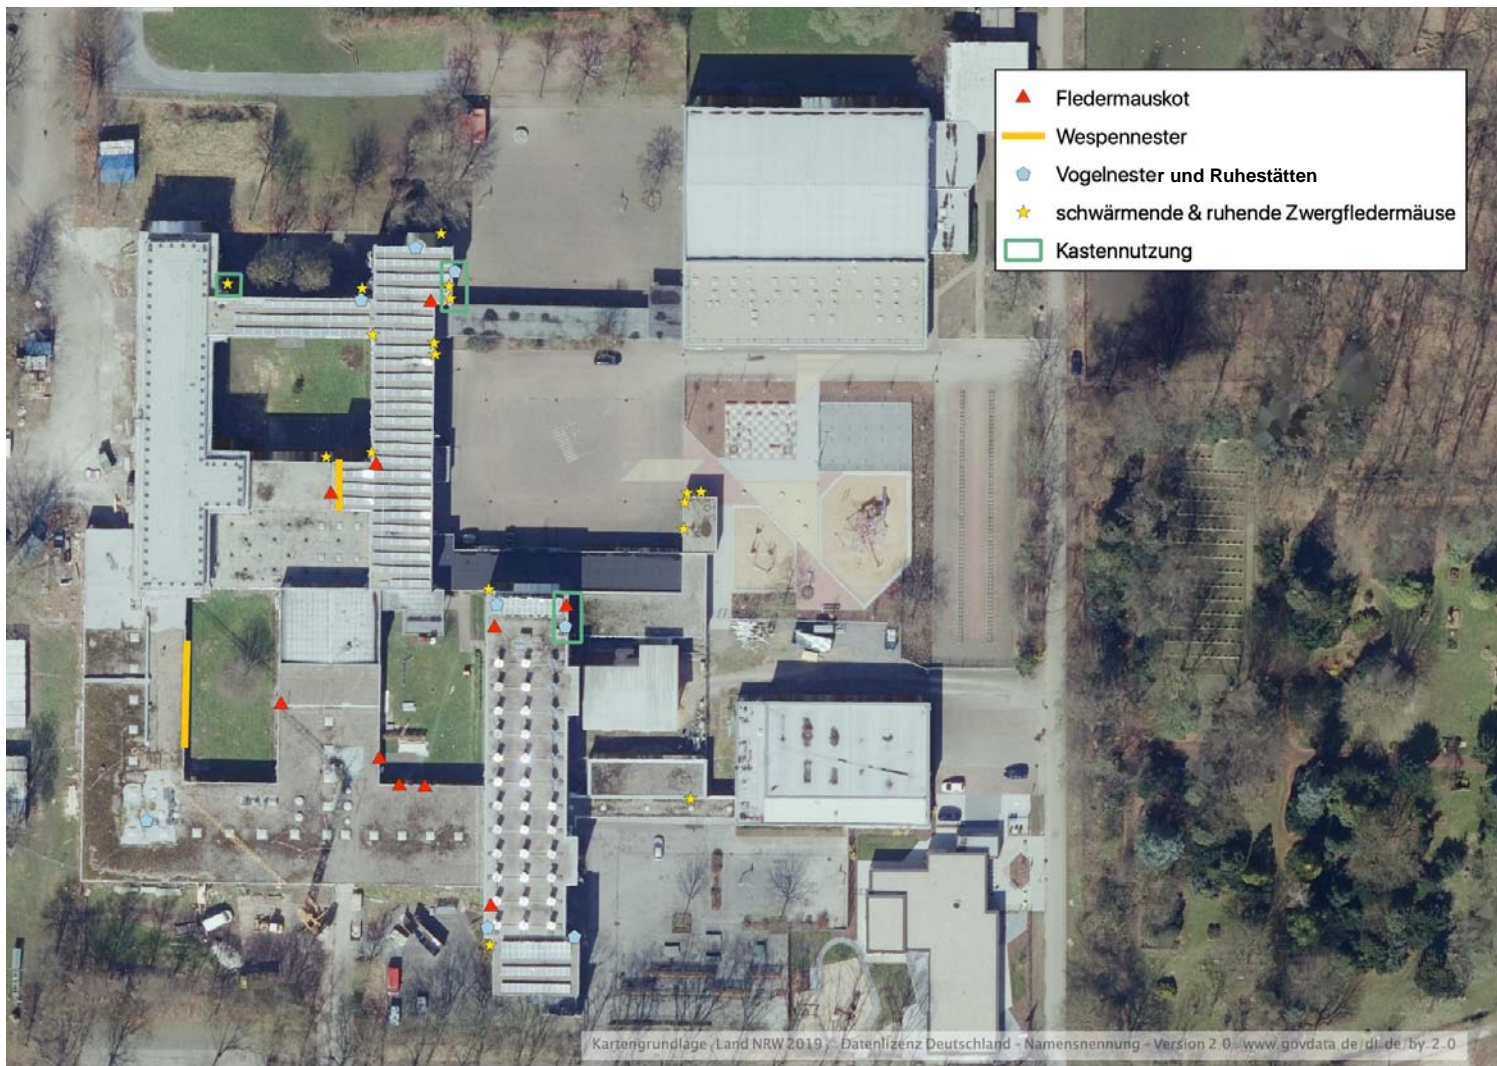 Fledermauskot
Wespennester
Vogelnester und Ruhestätten
schwärmende & ruhende Zwergfledermäuse
Kastennutzung
Kartengrundlage: Land NRW 2019, Datenlizenz Deutschland - Namensnennung - Version 2.0 www.govdata.de/dl-de/by-2-0